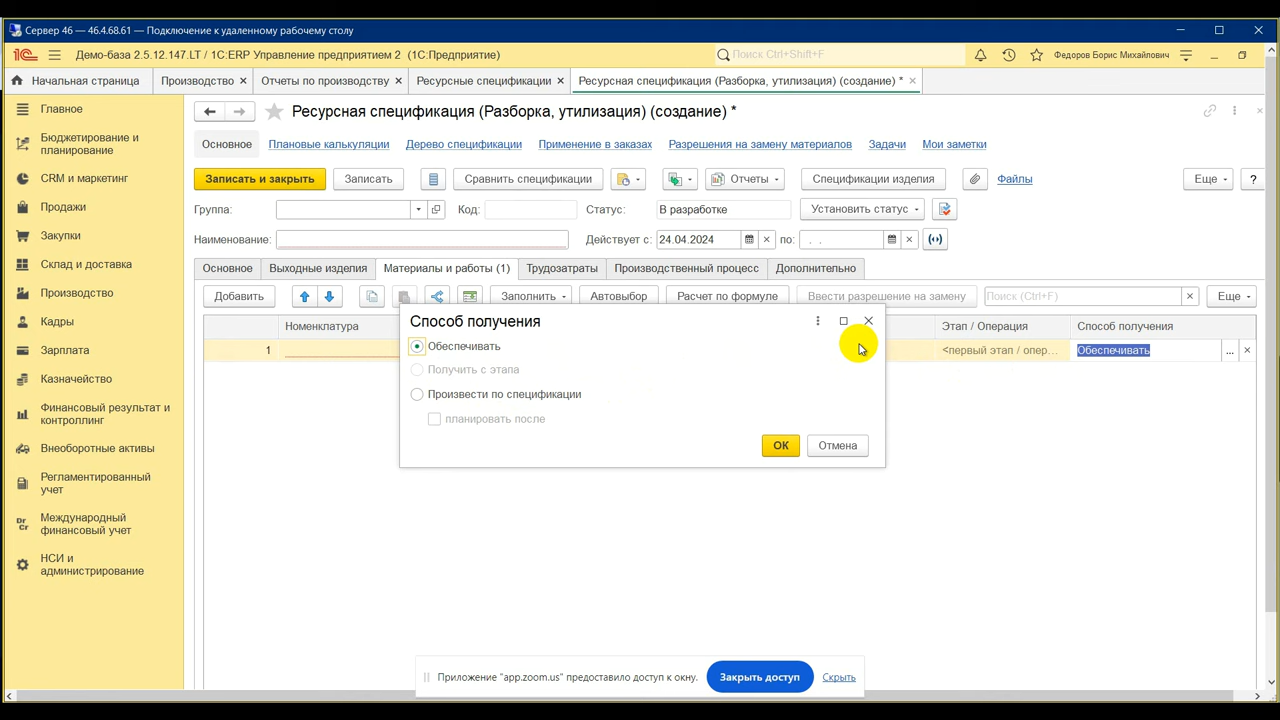 Сервер 46 — 46.4.68.61 — Подключение к удаленному рабочему столу
Демо-база 2.5.12.147.LT / 1С:ERP Управление предприятием 2 (1С:Предприятие)
Поиск Ctrl+Shift+F
Федоров Борис Михайлович
Начальная страница
Производство ×
Отчеты по производству ×
Ресурсные спецификации ×
Ресурсная спецификация (Разборка, утилизация) (создание) * ×
Главное
Бюджетирование и
планирование
CRM и маркетинг
Продажи
Закупки
Склад и доставка
Производство
Кадры
Зарплата
Казначейство
Финансовый результат и
контроллинг
Внеоборотные активы
Регламентированный
учет
Международный
финансовый учет
НСИ и
администрирование
Ресурсная спецификация (Разборка, утилизация) (создание) *
Основное Плановые калькуляции Дерево спецификации Применение в заказах Разрешения на замену материалов Задачи Мои заметки
Записать и закрыть Записать Сравнить спецификации Отчеты Спецификации изделия Файлы Еще ?
Группа: Код: Статус: В разработке Установить статус
Наименование: Действует с: 24.04.2024 по: . .
Основное Выходные изделия Материалы и работы (1) Трудозатраты Производственный процесс Дополнительно
Добавить Заполнить Автовыбор Расчет по формуле Ввести разрешение на замену Поиск (Ctrl+F) × Еще
Номенклатура Этап / Операция Способ получения
1 <первый этап / опер... Обеспечивать ... ×
Способ получения
Обеспечивать
Получить с этапа
Произвести по спецификации
планировать после
ОК Отмена
Приложение "app.zoom.us" предоставило доступ к окну. Закрыть доступ Скрыть